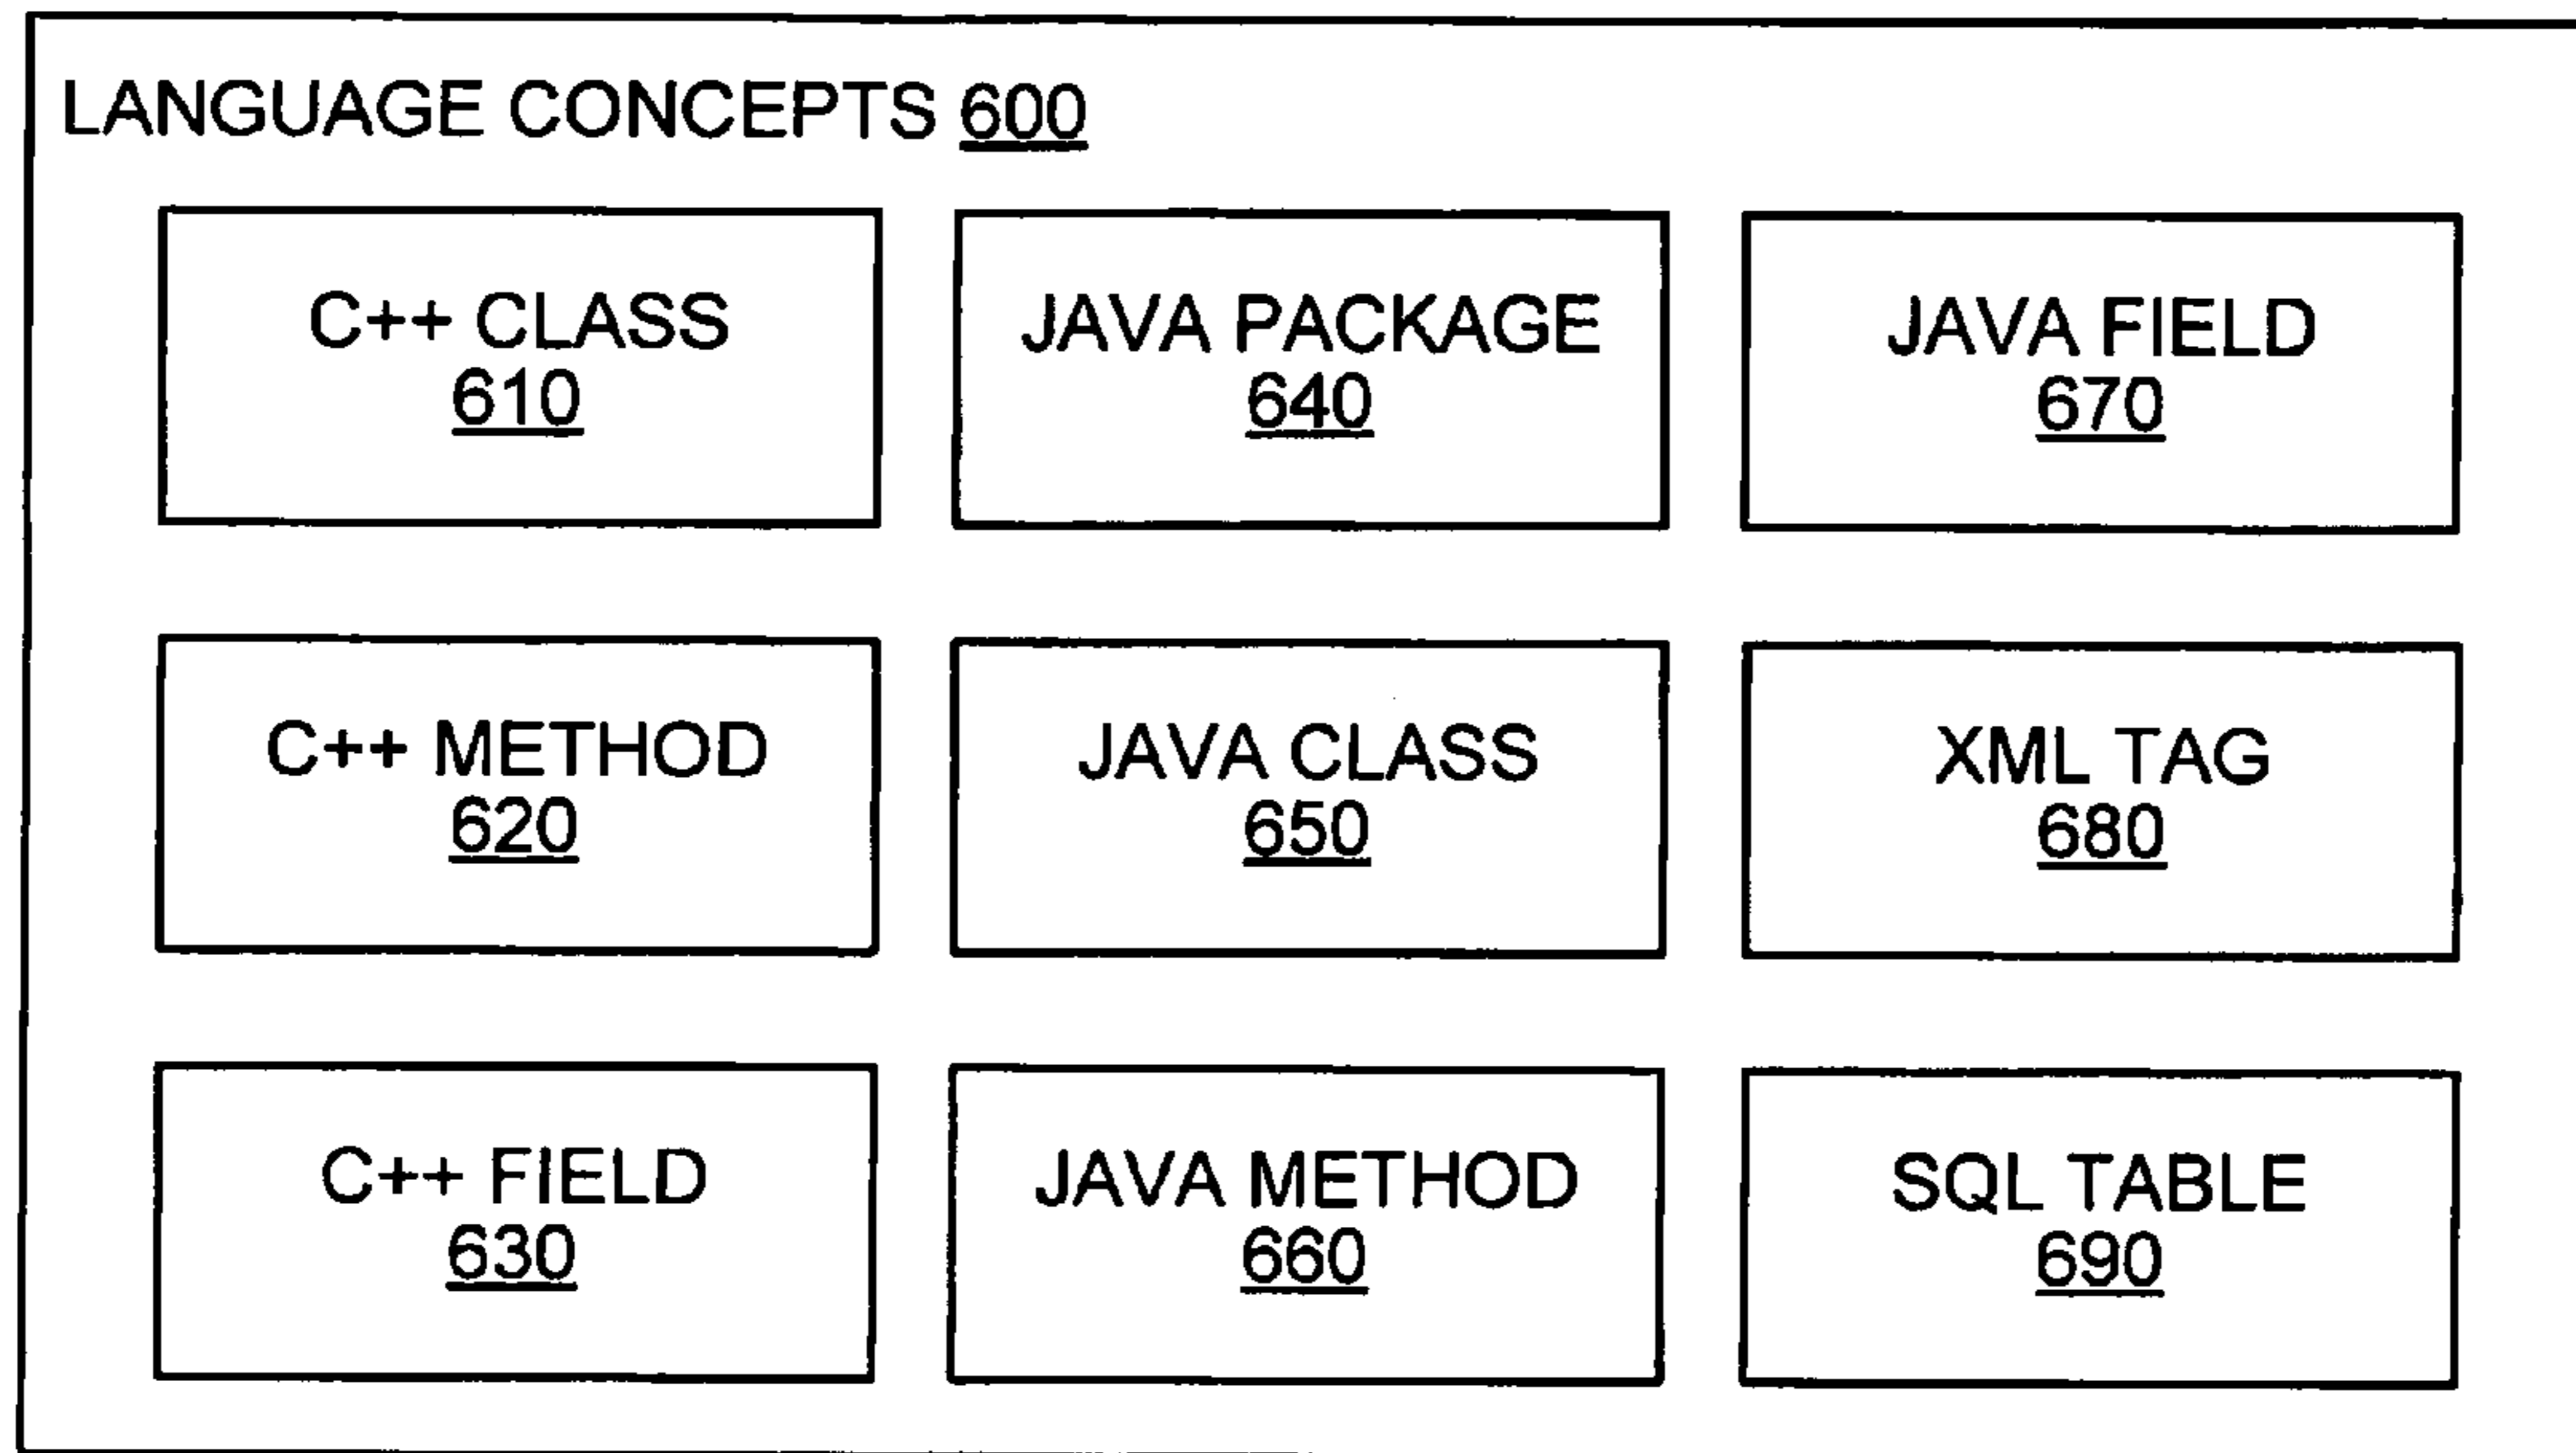 LANGUAGE CONCEPTS 600
C++ CLASS
610
JAVA PACKAGE
640
JAVA FIELD
670
C++ METHOD
620
JAVA CLASS
650
XML TAG
680
C++ FIELD
630
JAVA METHOD
660
SQL TABLE
690